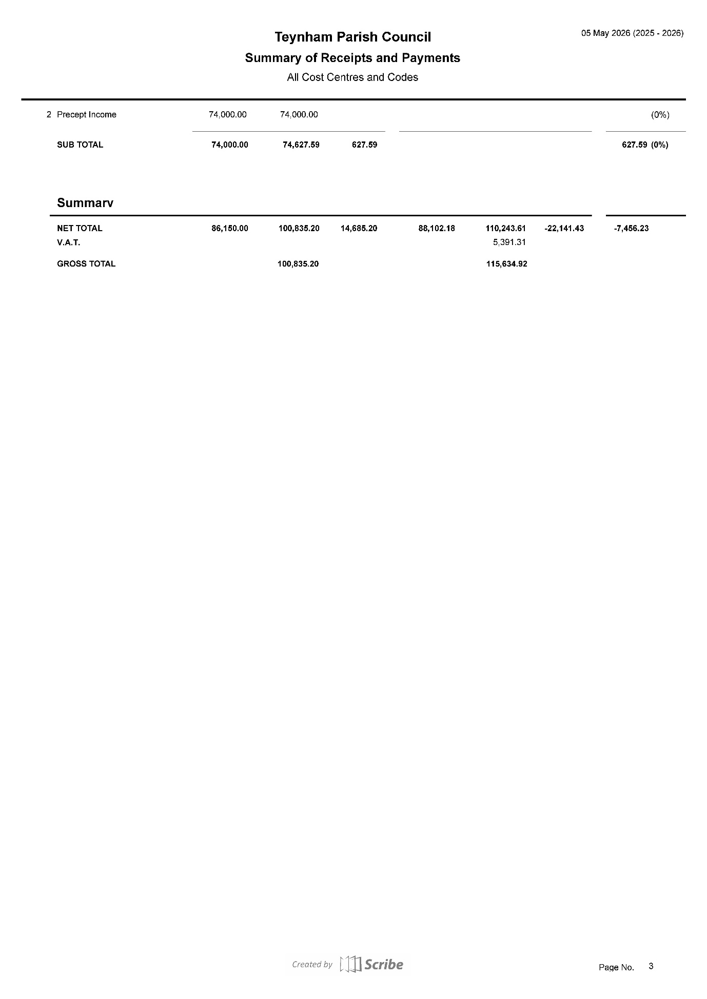 Teynham Parish Council
05 May 2026 (2025 - 2026)
Summary of Receipts and Payments
All Cost Centres and Codes
2 Precept Income 74,000.00 74,000.00 (0%)
SUB TOTAL 74,000.00 74,627.59 627.59 627.59 (0%)
Summary
NET TOTAL 86,150.00 100,835.20 14,685.20 88,102.18 110,243.61 -22,141.43 -7,456.23
V.A.T. 5,391.31
GROSS TOTAL 100,835.20 115,634.92
Created by Scribe
Page No. 3